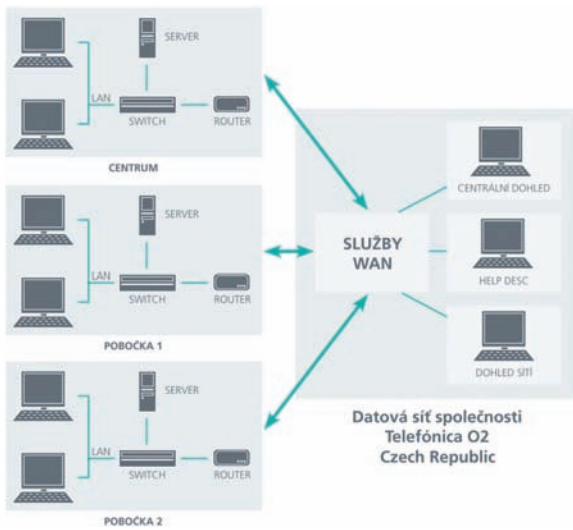 SERVER
LAN
SWITCH
ROUTER
CENTRUM
SERVER
LAN
SWITCH
ROUTER
POBOČKA 1
SERVER
LAN
SWITCH
ROUTER
POBOČKA 2
SLUŽBY
WAN
CENTRÁLNÍ DOHLED
HELP DESC
DOHLED SÍTÍ
Datová síť společnosti
Telefónica O2
Czech Republic